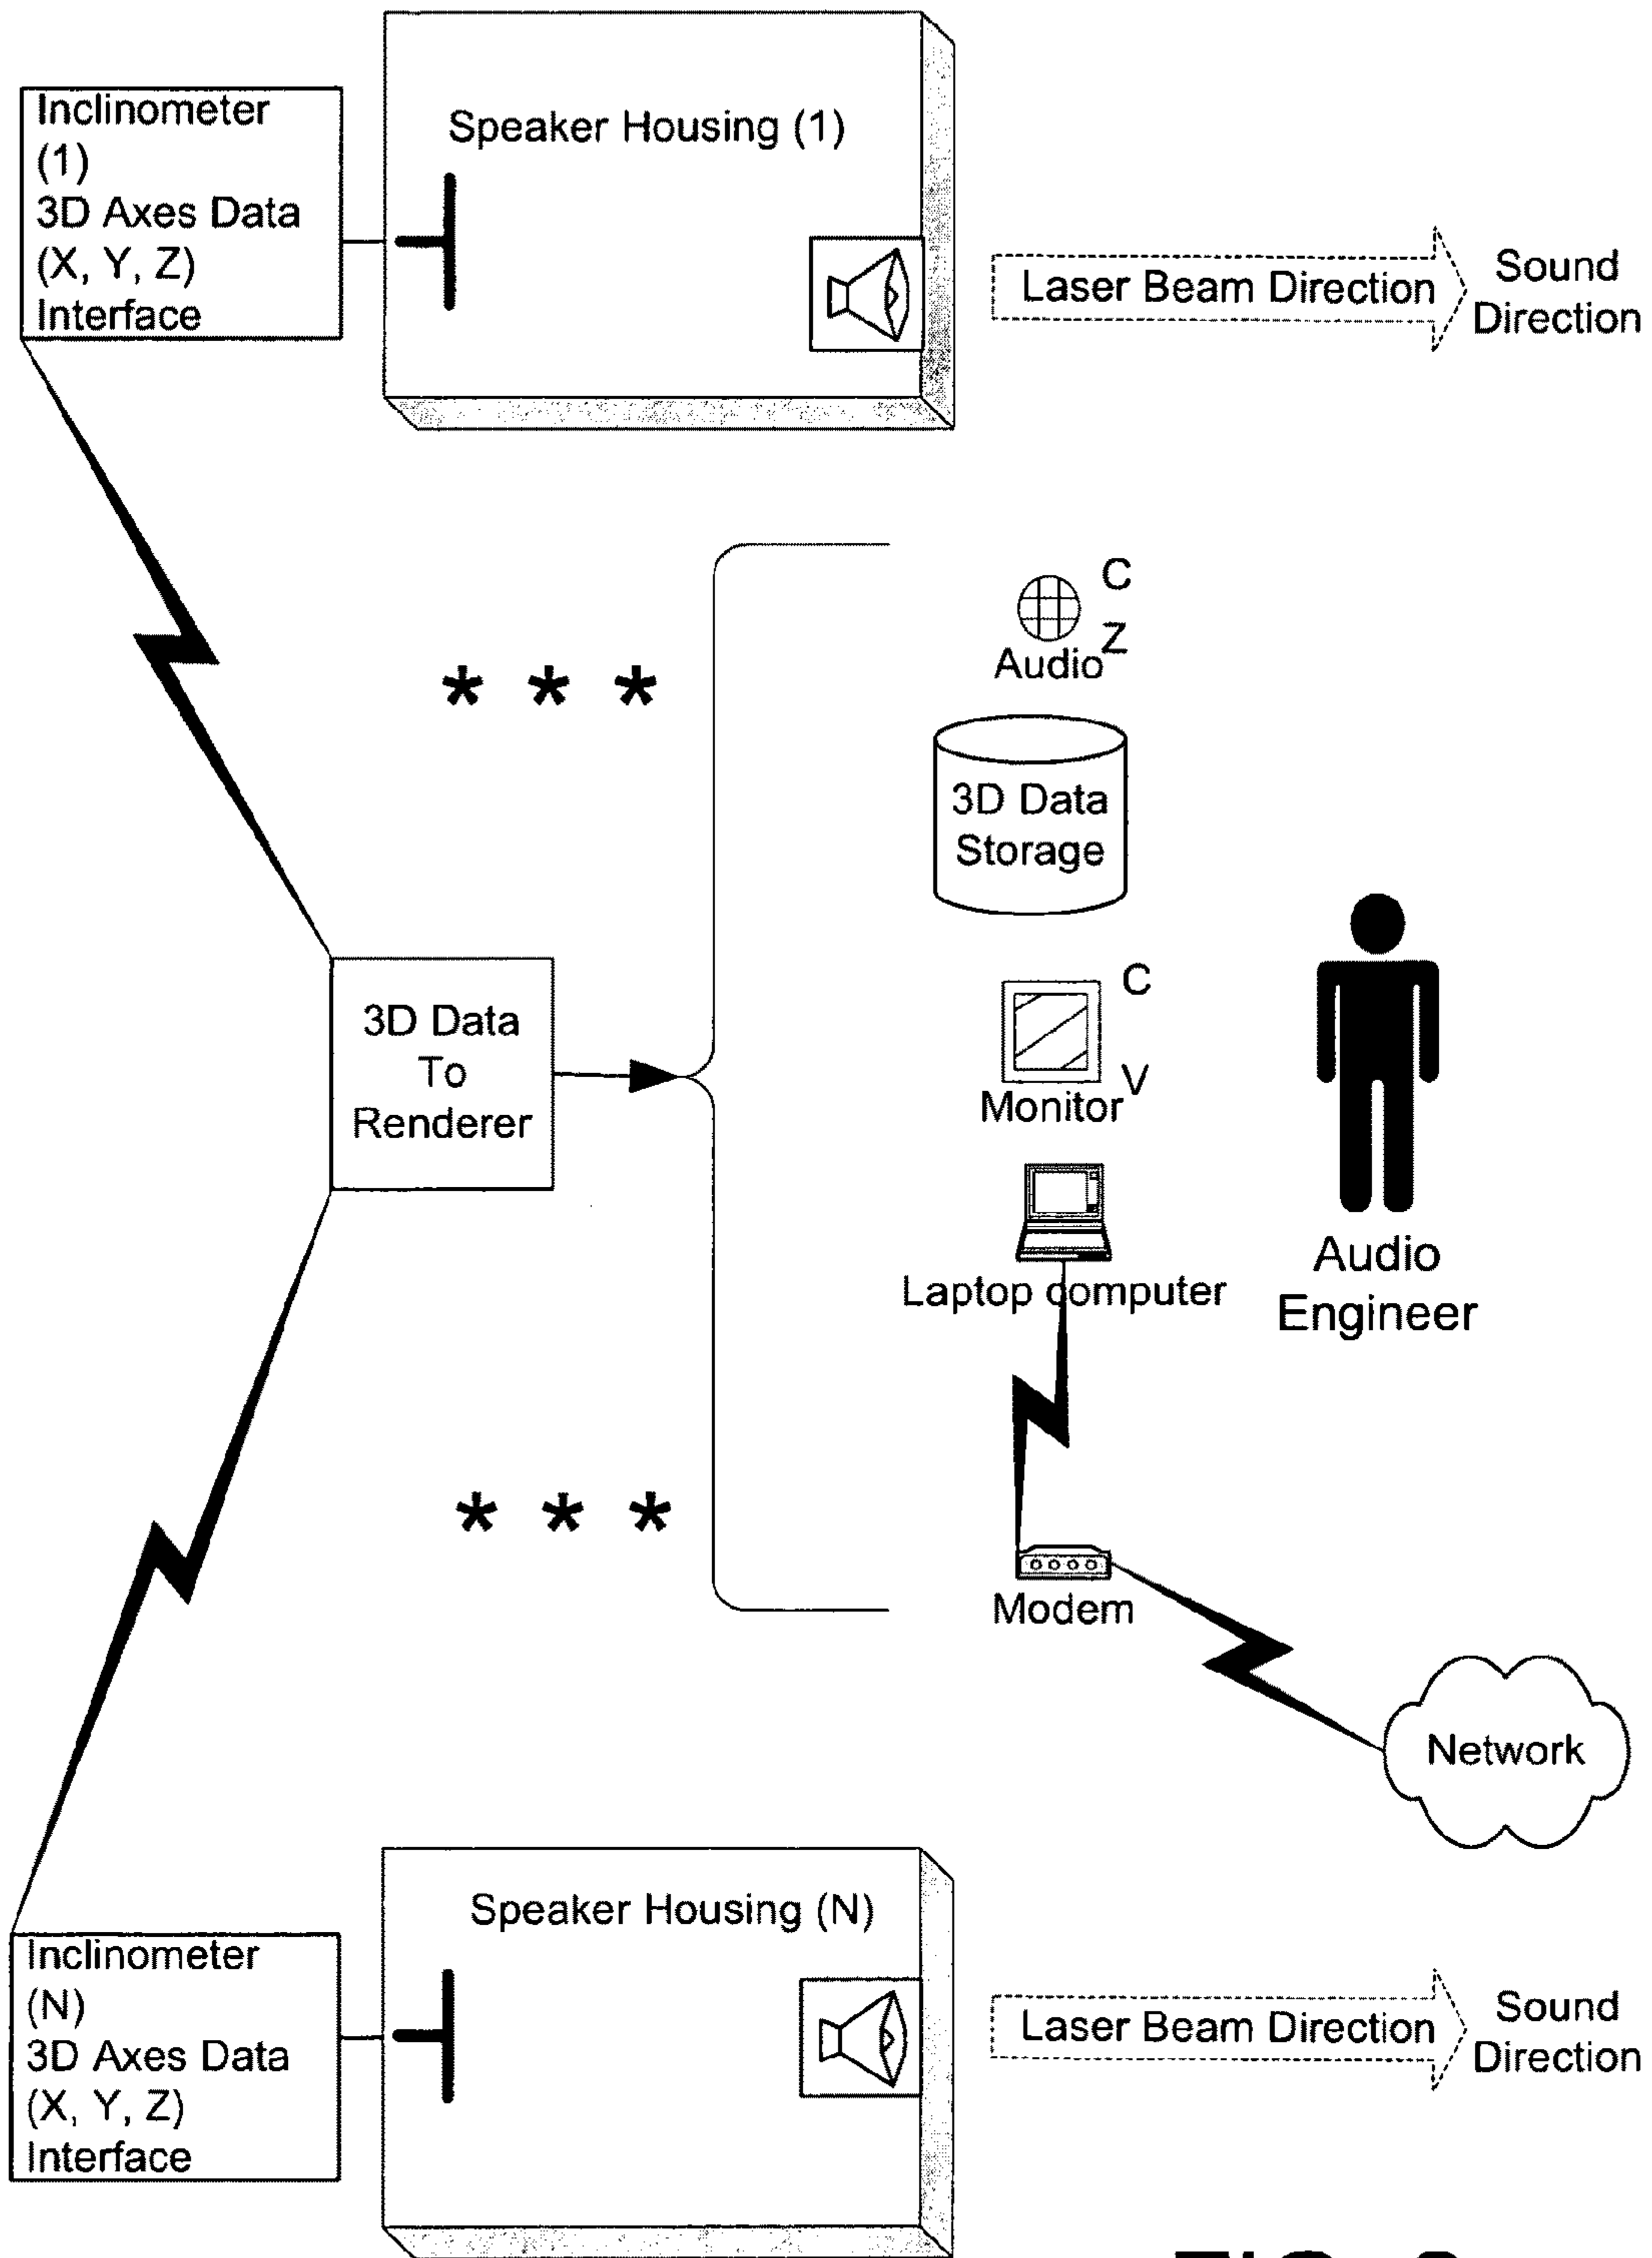 Inclinometer
(1)
3D Axes Data
(X, Y, Z)
Interface
Speaker Housing (1)
Laser Beam Direction
Sound
Direction
* * *
C
Z
Audio
3D Data
Storage
3D Data
To
Renderer
C
V
Monitor
Laptop computer
Audio
Engineer
* * *
Modem
Network
Inclinometer
(N)
3D Axes Data
(X, Y, Z)
Interface
Speaker Housing (N)
Laser Beam Direction
Sound
Direction